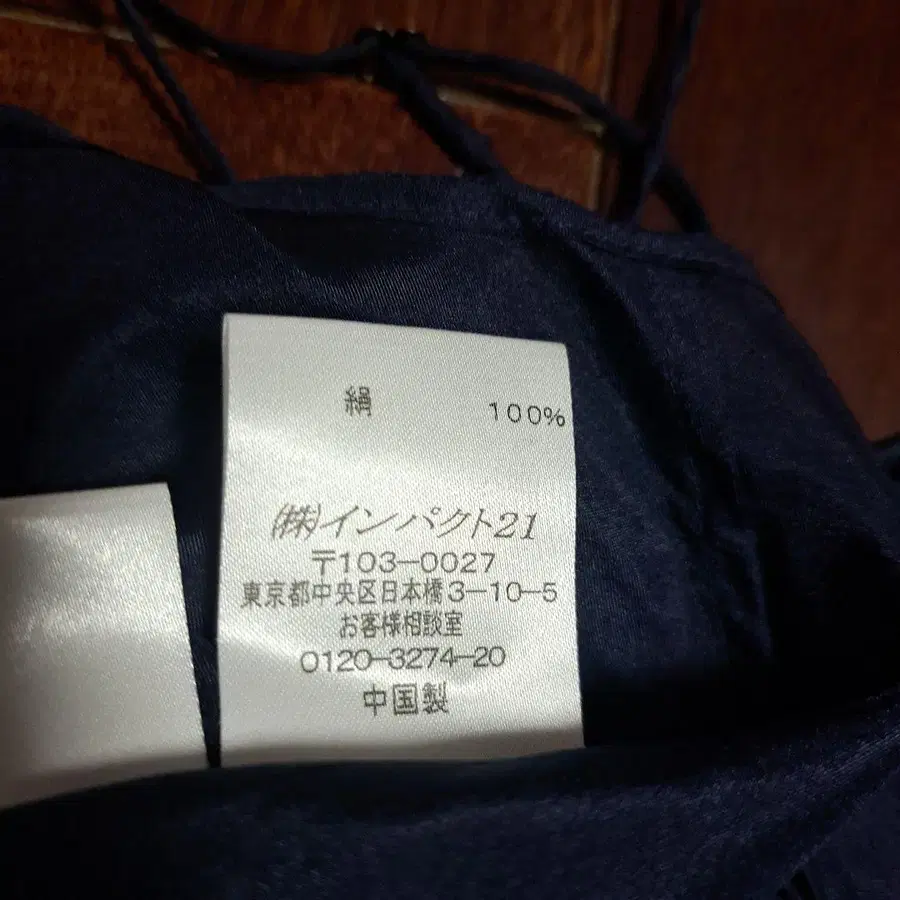 絹 100%
㈱インパクト21
〒103-0027
東京都中央区日本橋3-10-5
お客様相談室
0120-3274-20
中国製